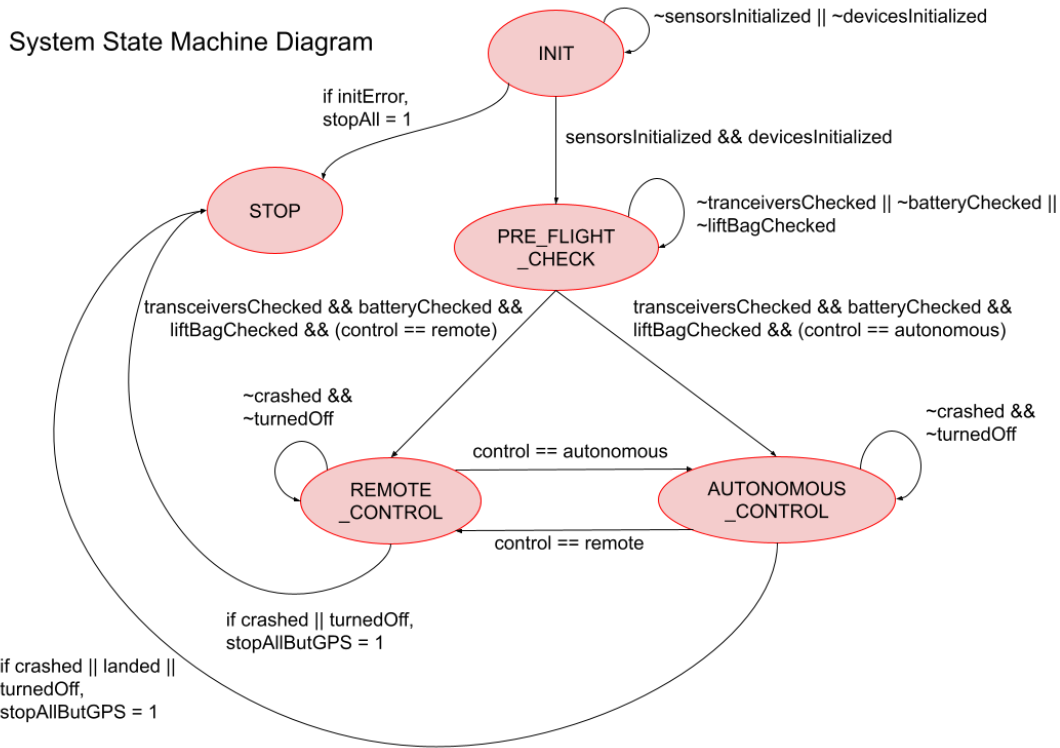 System State Machine Diagram
~sensorsInitialized || ~devicesInitialized
INIT
if initError,
stopAll = 1
sensorsInitialized && devicesInitialized
STOP
~tranceiversChecked || ~batteryChecked ||
~liftBagChecked
PRE_FLIGHT
_CHECK
transceiversChecked && batteryChecked &&
liftBagChecked && (control == remote)
transceiversChecked && batteryChecked &&
liftBagChecked && (control == autonomous)
~crashed &&
~turnedOff
~crashed &&
~turnedOff
control == autonomous
REMOTE
_CONTROL
AUTONOMOUS
_CONTROL
control == remote
if crashed || turnedOff,
stopAllButGPS = 1
if crashed || landed ||
turnedOff,
stopAllButGPS = 1